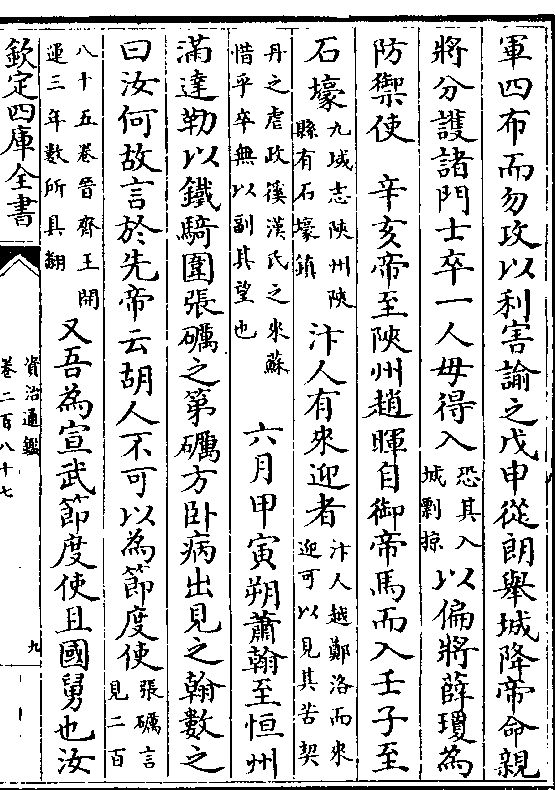 軍四布而勿攻以利害諭之戊申從朗舉城降帝命親
將分護諸門士卒一人毋得入恐其入城剽掠以偏將薛瓊為
防禦使　辛亥帝至陝州趙暉自御帝馬而入壬子至
石壕九域志陜州陜縣有石壕鎮汴人有來迎者汴人越鄭洛而來迎可以見其苦契
丹之虐政徯漢氏之來蘇惜乎卒無以副其望也　六月甲寅朔蕭翰至恒州
滿達勒以鐵騎圍張礪之第礪方卧病出見之翰數之
曰汝何故言於先帝云胡人不可以為節度使張礪言見二百
八十五卷晉齊王開運三年數所具翻又吾為宣武節度使且國舅也汝
欽定四庫全書
資治通鑑
卷二百八十七
九